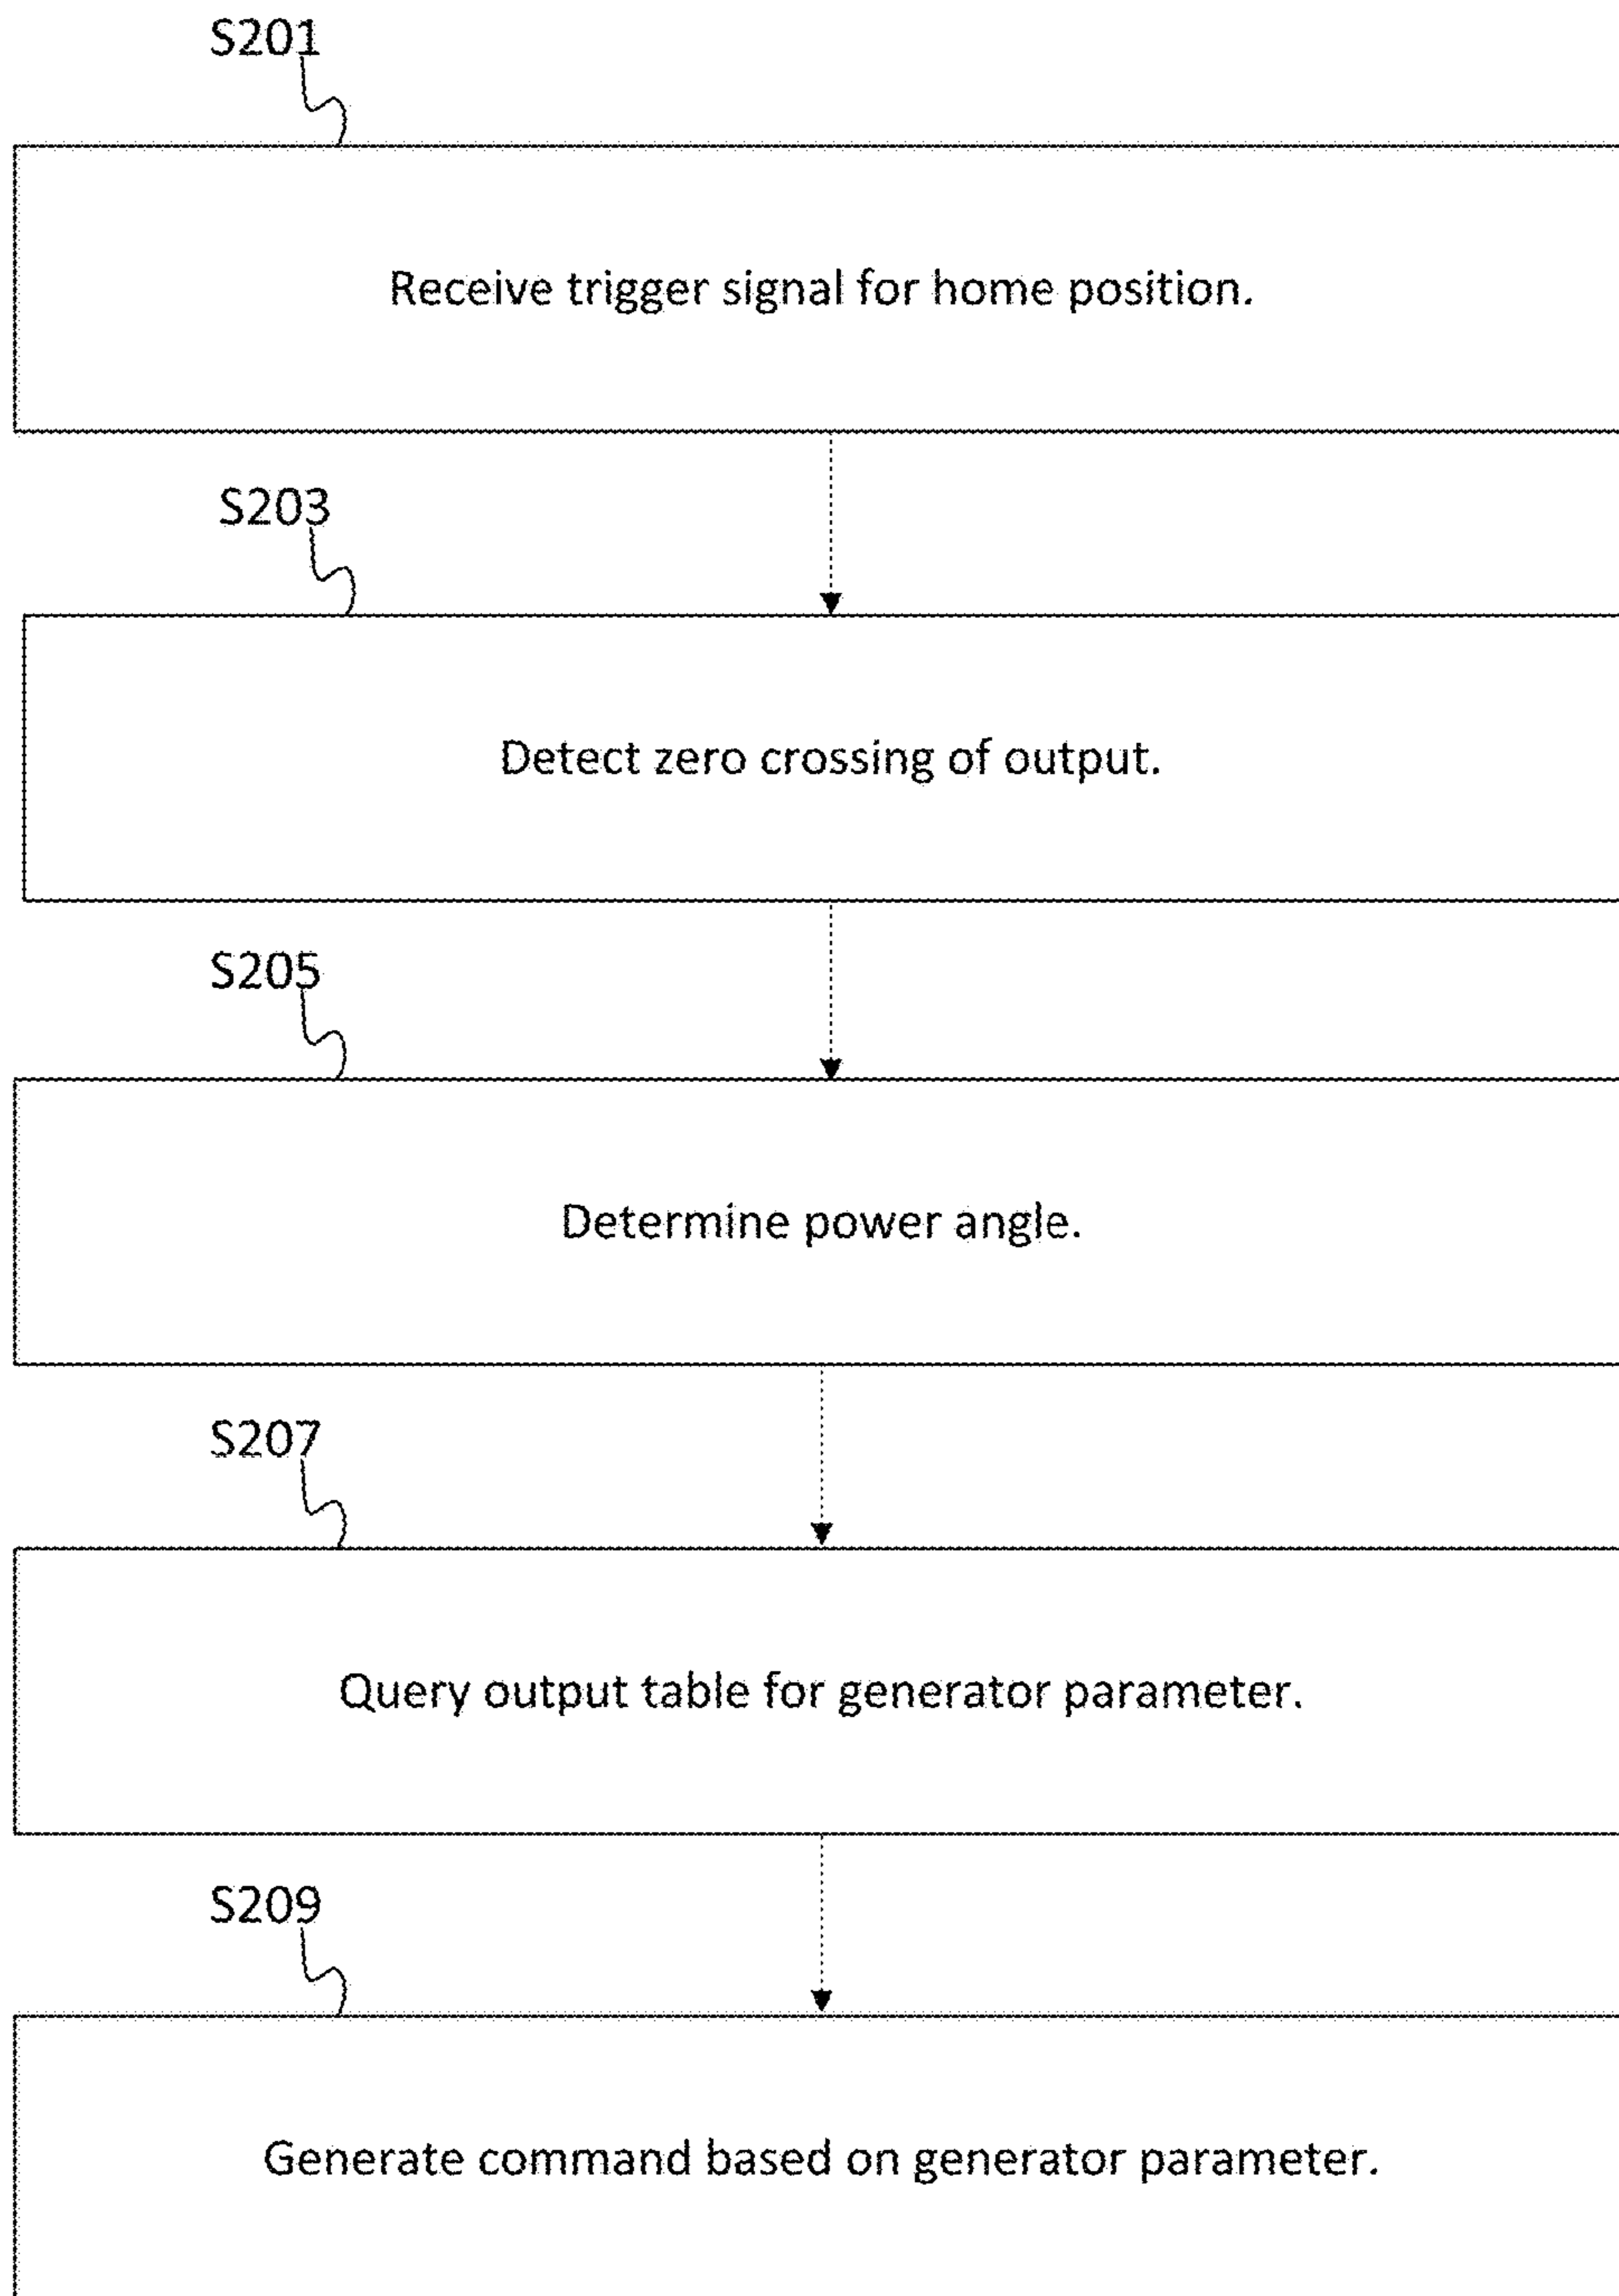 S201
Receive trigger signal for home position.
S203
Detect zero crossing of output.
S205
Determine power angle.
S207
Query output table for generator parameter.
S209
Generate command based on generator parameter.